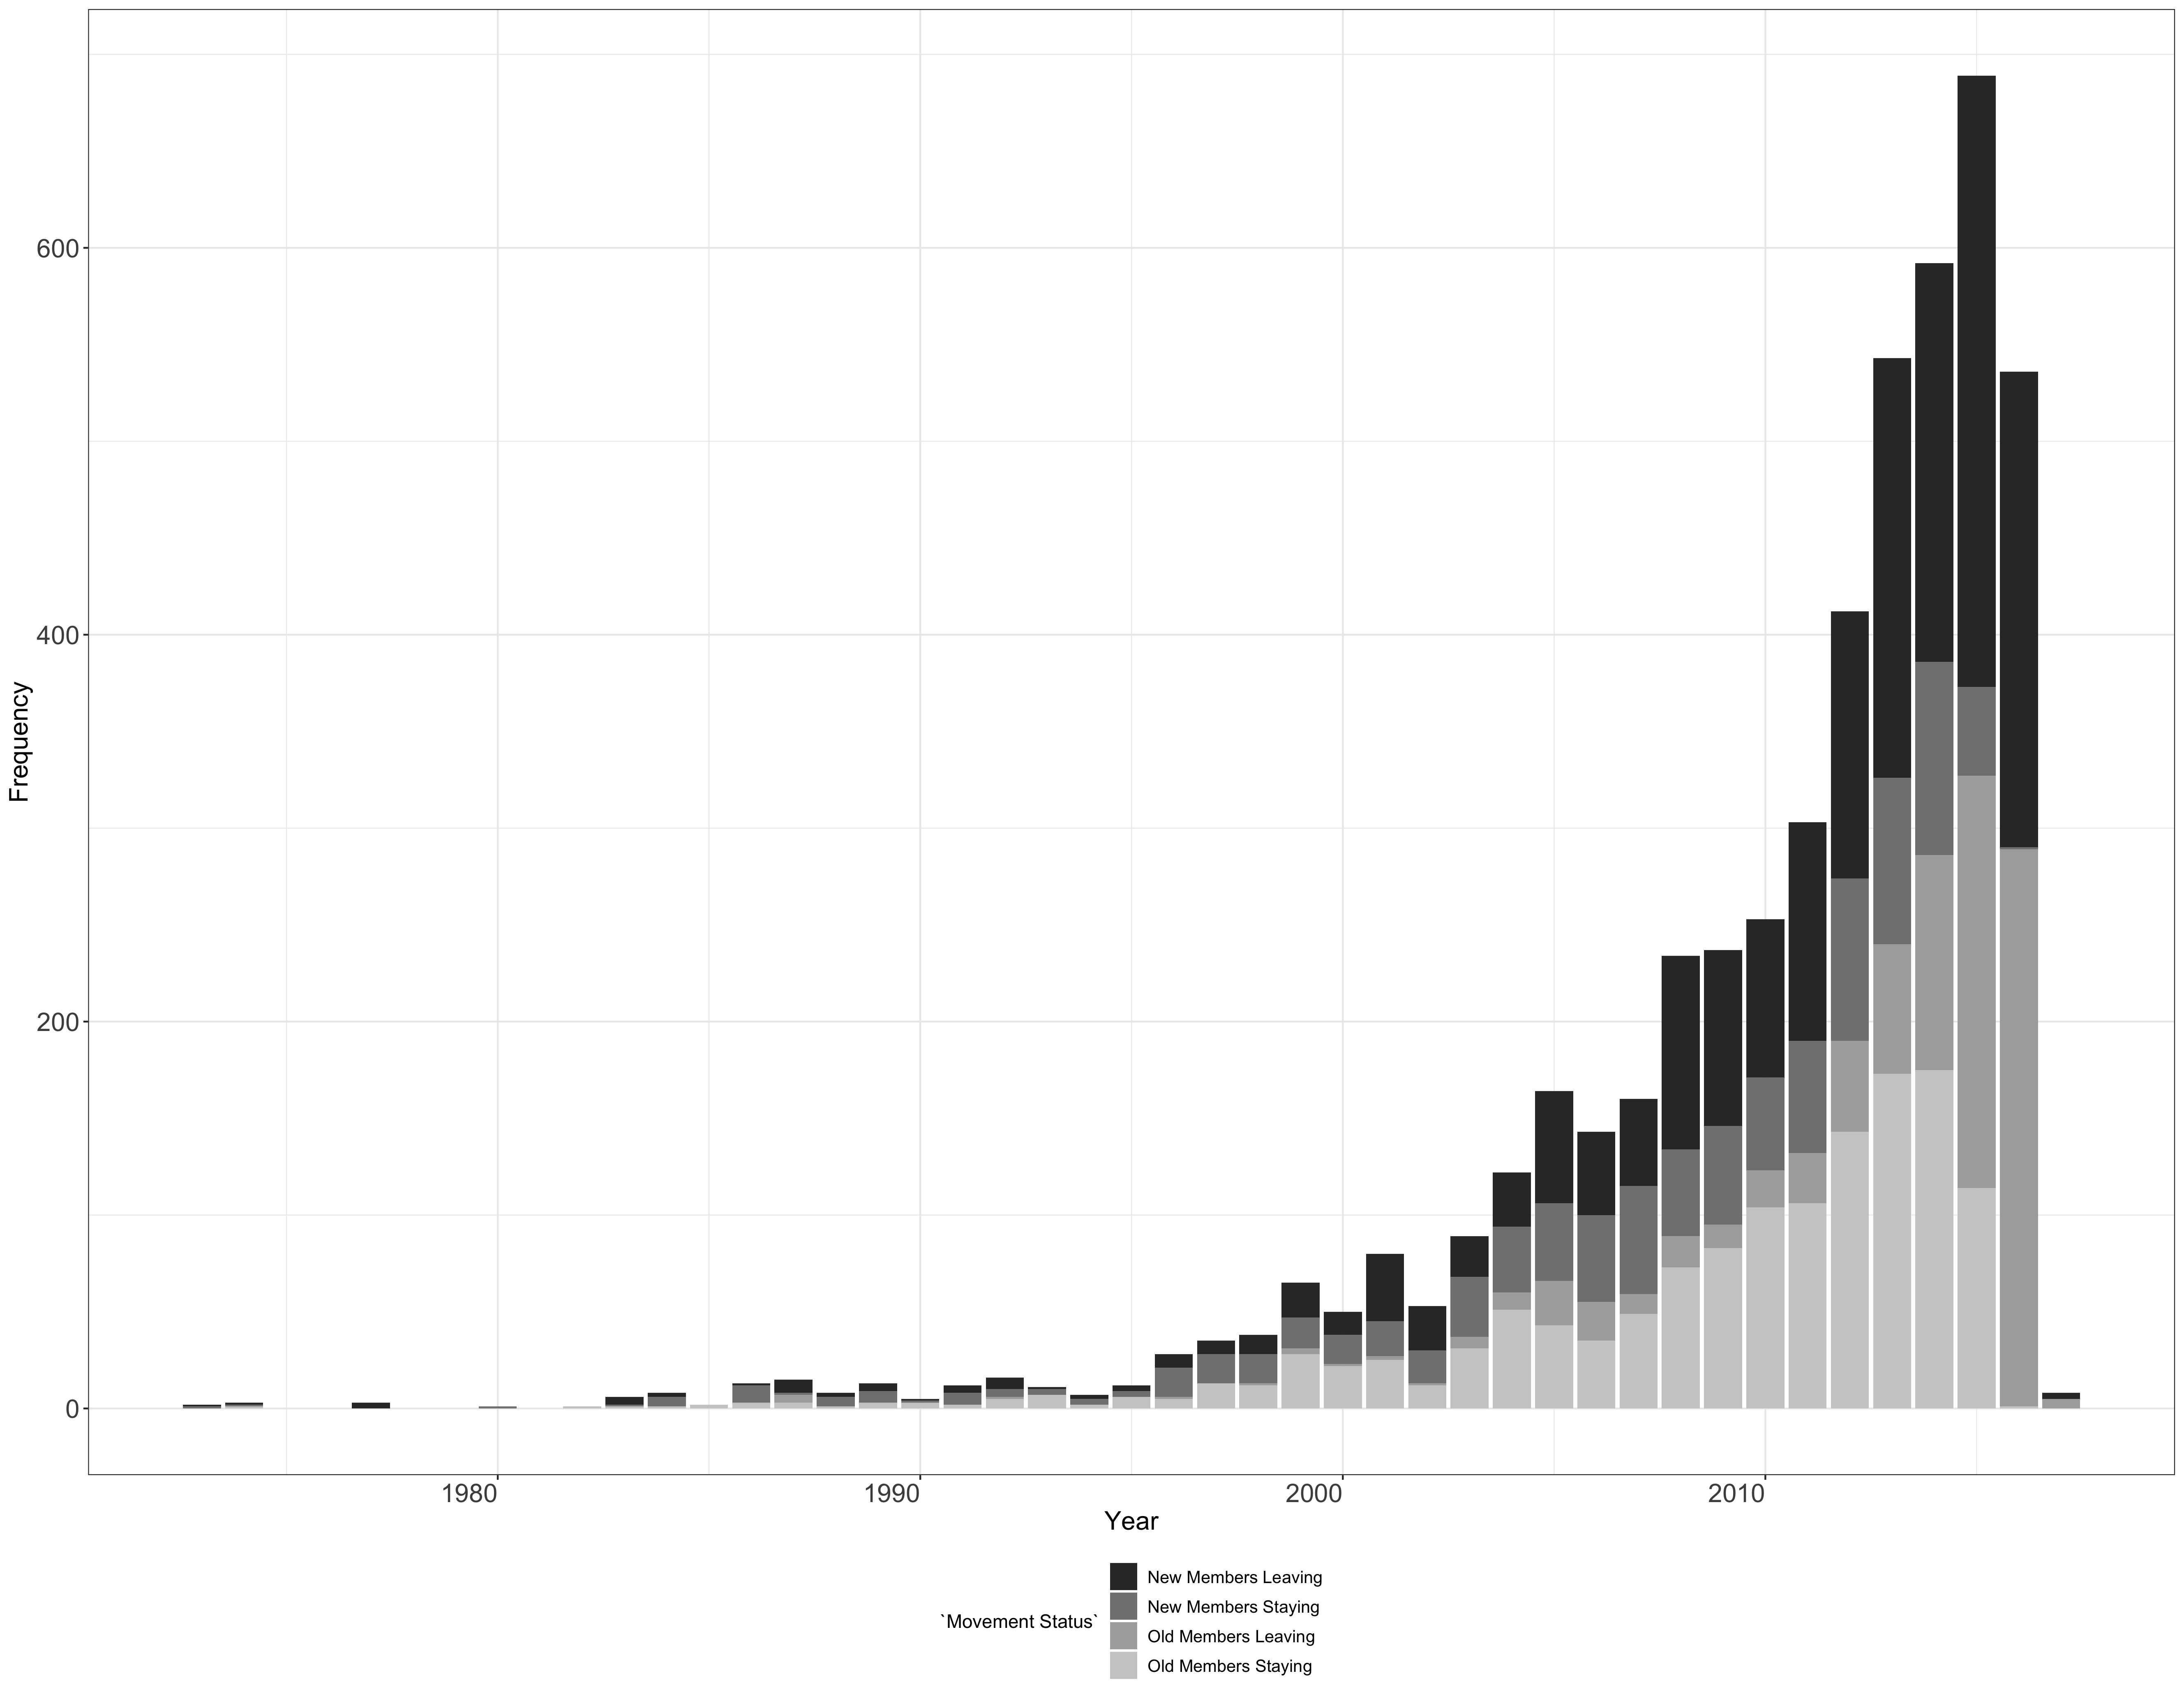 Frequency
600
400
200
0
1980 1990 2000 2010
Year
`Movement Status`
New Members Leaving
New Members Staying
Old Members Leaving
Old Members Staying